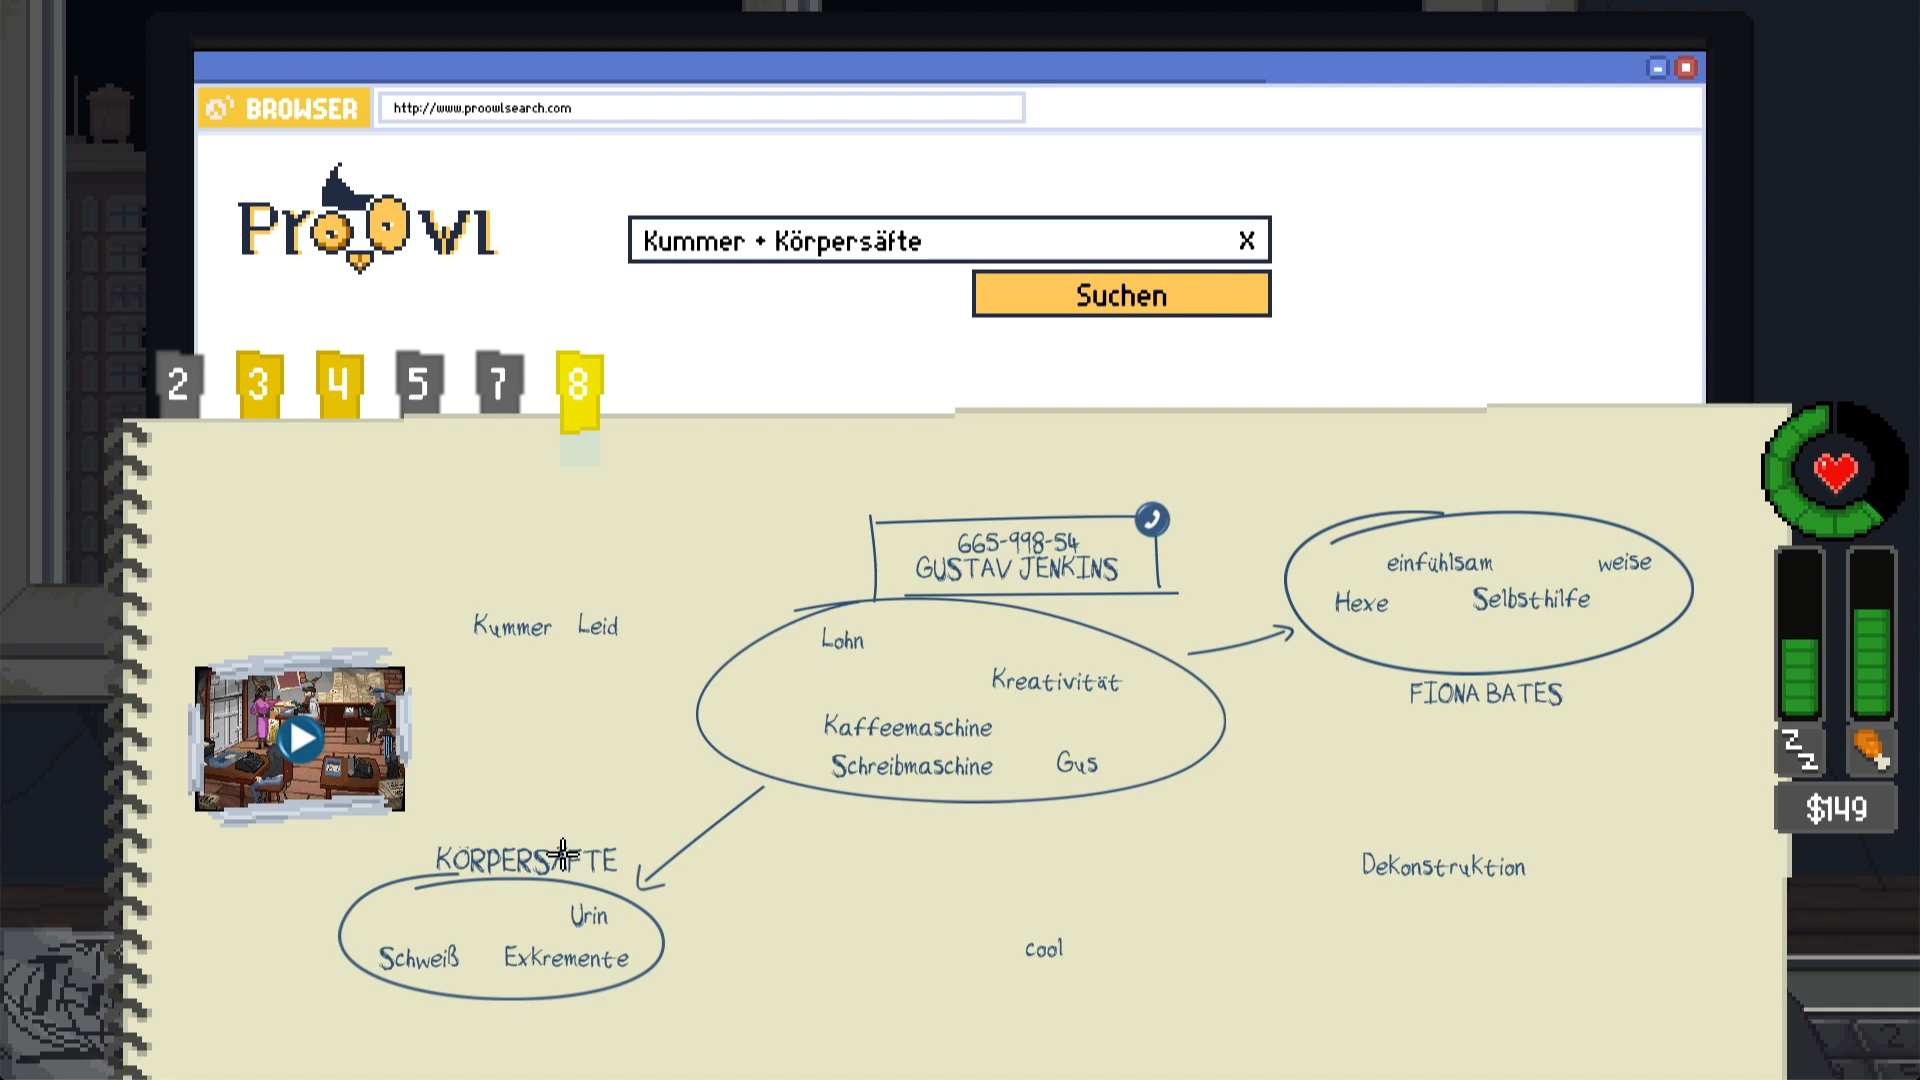 BROWSER
http://www.proowlsearch.com
PrOOwl
Kummer + Körpersäfte X
Suchen
2 3 4 5 7 8
665-998-54
GUSTAV JENKINS
einfühlsam weise
Hexe Selbsthilfe
FIONA BATES
Kummer Leid
Lohn
Kreativität
Kaffeemaschine
Schreibmaschine Gus
KÖRPERSÄFTE
Urin
Schweiß Exkremente
Dekonstruktion
cool
ZZ
$149